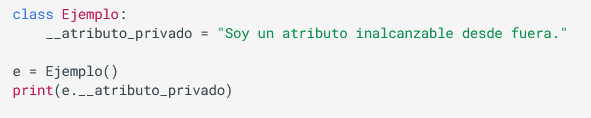 class Ejemplo:
    __atributo_privado = "Soy un atributo inalcanzable desde fuera."
e = Ejemplo()
print(e.__atributo_privado)